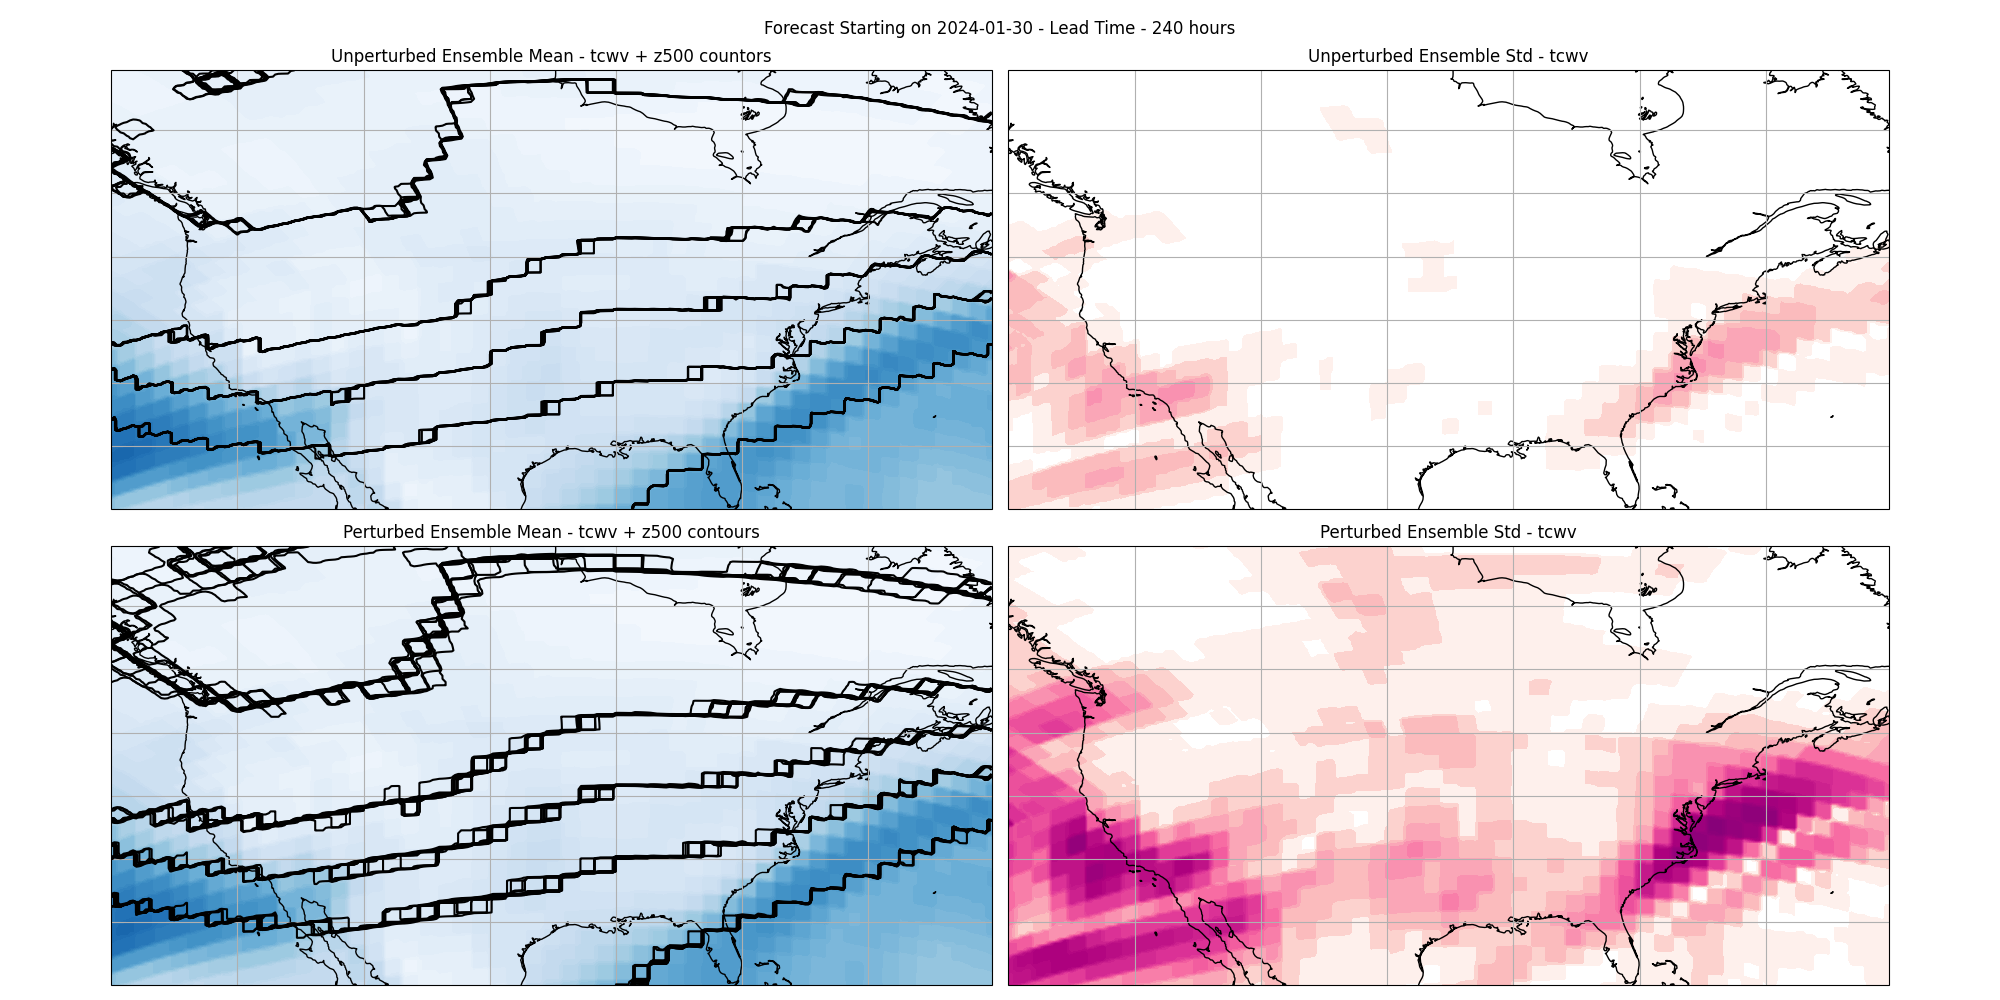 Forecast Starting on 2024-01-30 - Lead Time - 240 hours
Unperturbed Ensemble Mean - tcwv + z500 countors
Unperturbed Ensemble Std - tcwv
Perturbed Ensemble Mean - tcwv + z500 contours
Perturbed Ensemble Std - tcwv